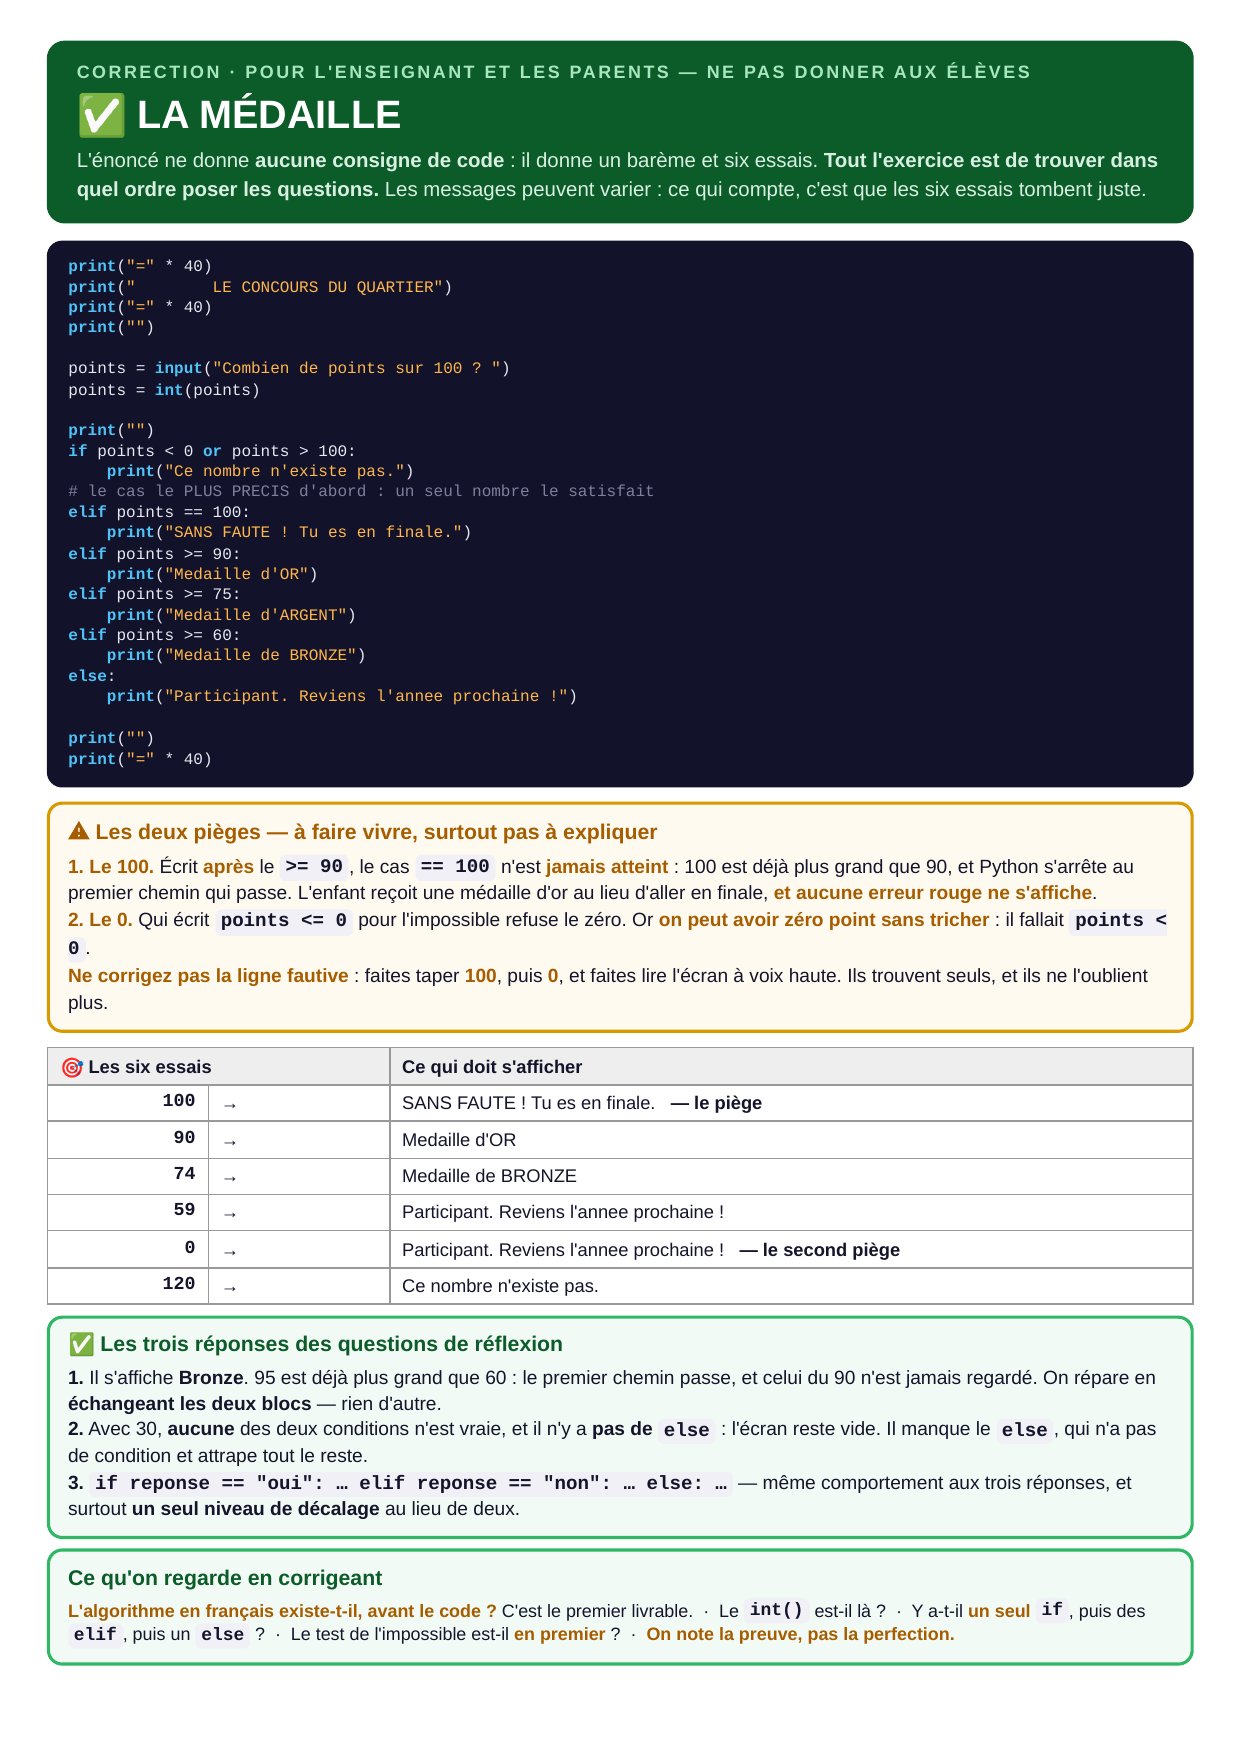 CORRECTION · POUR L'ENSEIGNANT ET LES PARENTS — NE PAS DONNER AUX ÉLÈVES
✅ LA MÉDAILLE
L'énoncé ne donne aucune consigne de code : il donne un barème et six essais. Tout l'exercice est de trouver dans
quel ordre poser les questions. Les messages peuvent varier : ce qui compte, c'est que les six essais tombent juste.
print("=" * 40)
print("        LE CONCOURS DU QUARTIER")
print("=" * 40)
print("")

points = input("Combien de points sur 100 ? ")
points = int(points)

print("")
if points < 0 or points > 100:
    print("Ce nombre n'existe pas.")
# le cas le PLUS PRECIS d'abord : un seul nombre le satisfait
elif points == 100:
    print("SANS FAUTE ! Tu es en finale.")
elif points >= 90:
    print("Medaille d'OR")
elif points >= 75:
    print("Medaille d'ARGENT")
elif points >= 60:
    print("Medaille de BRONZE")
else:
    print("Participant. Reviens l'annee prochaine !")

print("")
print("=" * 40)
⚠ Les deux pièges — à faire vivre, surtout pas à expliquer
1. Le 100. Écrit après le >= 90, le cas == 100 n'est jamais atteint : 100 est déjà plus grand que 90, et Python s'arrête au
premier chemin qui passe. L'enfant reçoit une médaille d'or au lieu d'aller en finale, et aucune erreur rouge ne s'affiche.
2. Le 0. Qui écrit points <= 0 pour l'impossible refuse le zéro. Or on peut avoir zéro point sans tricher : il fallait points <
0.
Ne corrigez pas la ligne fautive : faites taper 100, puis 0, et faites lire l'écran à voix haute. Ils trouvent seuls, et ils ne l'oublient
plus.
🎯 Les six essais Ce qui doit s'afficher
100 → SANS FAUTE ! Tu es en finale. — le piège
90 → Medaille d'OR
74 → Medaille de BRONZE
59 → Participant. Reviens l'annee prochaine !
0 → Participant. Reviens l'annee prochaine ! — le second piège
120 → Ce nombre n'existe pas.
✅ Les trois réponses des questions de réflexion
1. Il s'affiche Bronze. 95 est déjà plus grand que 60 : le premier chemin passe, et celui du 90 n'est jamais regardé. On répare en
échangeant les deux blocs — rien d'autre.
2. Avec 30, aucune des deux conditions n'est vraie, et il n'y a pas de else : l'écran reste vide. Il manque le else, qui n'a pas
de condition et attrape tout le reste.
3. if reponse == "oui": … elif reponse == "non": … else: … — même comportement aux trois réponses, et
surtout un seul niveau de décalage au lieu de deux.
Ce qu'on regarde en corrigeant
L'algorithme en français existe-t-il, avant le code ? C'est le premier livrable. · Le int() est-il là ? · Y a-t-il un seul if, puis des
elif, puis un else ? · Le test de l'impossible est-il en premier ? · On note la preuve, pas la perfection.